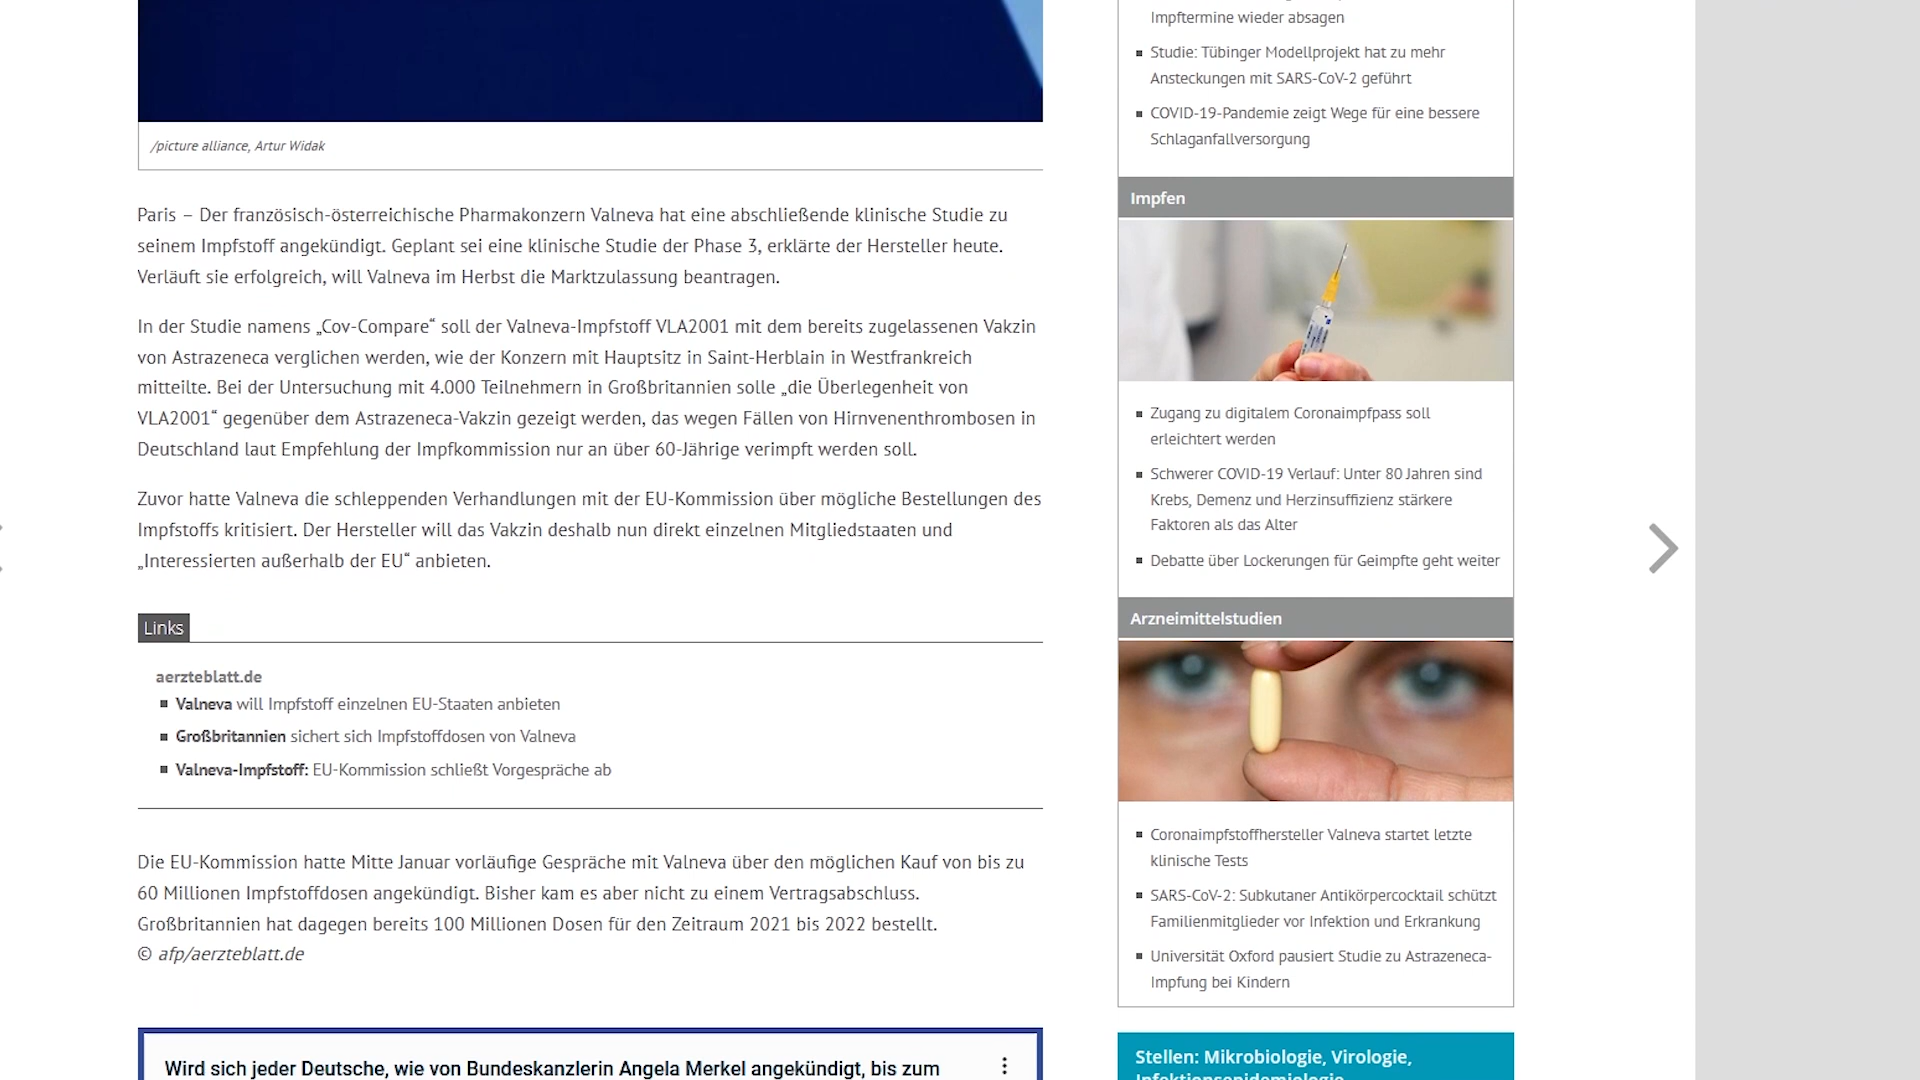 /picture alliance, Artur Widak
Paris – Der französisch-österreichische Pharmakonzern Valneva hat eine abschließende klinische Studie zu
seinem Impfstoff angekündigt. Geplant sei eine klinische Studie der Phase 3, erklärte der Hersteller heute.
Verläuft sie erfolgreich, will Valneva im Herbst die Marktzulassung beantragen.
In der Studie namens „Cov-Compare“ soll der Valneva-Impfstoff VLA2001 mit dem bereits zugelassenen Vakzin
von Astrazeneca verglichen werden, wie der Konzern mit Hauptsitz in Saint-Herblain in Westfrankreich
mitteilte. Bei der Untersuchung mit 4.000 Teilnehmern in Großbritannien solle „die Überlegenheit von
VLA2001“ gegenüber dem Astrazeneca-Vakzin gezeigt werden, das wegen Fällen von Hirnvenenthrombosen in
Deutschland laut Empfehlung der Impfkommission nur an über 60-Jährige verimpft werden soll.
Zuvor hatte Valneva die schleppenden Verhandlungen mit der EU-Kommission über mögliche Bestellungen des
Impfstoffs kritisiert. Der Hersteller will das Vakzin deshalb nun direkt einzelnen Mitgliedstaaten und
„Interessierten außerhalb der EU“ anbieten.
Links
aerzteblatt.de
Valneva will Impfstoff einzelnen EU-Staaten anbieten
Großbritannien sichert sich Impfstoffdosen von Valneva
Valneva-Impfstoff: EU-Kommission schließt Vorgespräche ab
Die EU-Kommission hatte Mitte Januar vorläufige Gespräche mit Valneva über den möglichen Kauf von bis zu
60 Millionen Impfstoffdosen angekündigt. Bisher kam es aber nicht zu einem Vertragsabschluss.
Großbritannien hat dagegen bereits 100 Millionen Dosen für den Zeitraum 2021 bis 2022 bestellt.
© afp/aerzteblatt.de
Wird sich jeder Deutsche, wie von Bundeskanzlerin Angela Merkel angekündigt, bis zum
Impftermine wieder absagen
Studie: Tübinger Modellprojekt hat zu mehr
Ansteckungen mit SARS-CoV-2 geführt
COVID-19-Pandemie zeigt Wege für eine bessere
Schlaganfallversorgung
Impfen
Zugang zu digitalem Coronaimpfpass soll
erleichtert werden
Schwerer COVID-19 Verlauf: Unter 80 Jahren sind
Krebs, Demenz und Herzinsuffizienz stärkere
Faktoren als das Alter
Debatte über Lockerungen für Geimpfte geht weiter
Arzneimittelstudien
Coronaimpfstoffhersteller Valneva startet letzte
klinische Tests
SARS-CoV-2: Subkutaner Antikörpercocktail schützt
Familienmitglieder vor Infektion und Erkrankung
Universität Oxford pausiert Studie zu Astrazeneca-
Impfung bei Kindern
Stellen: Mikrobiologie, Virologie,
Infektionsepidemiologie